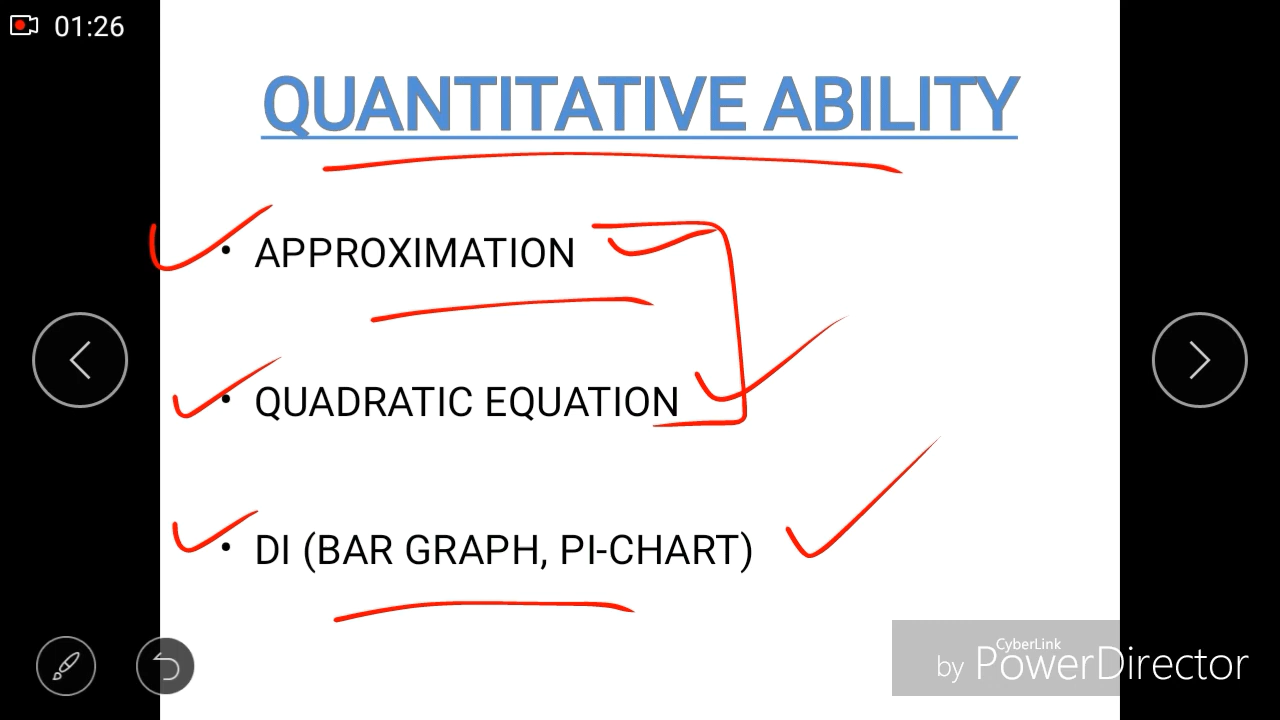 01:26
QUANTITATIVE ABILITY
• APPROXIMATION
• QUADRATIC EQUATION
• DI (BAR GRAPH, PI-CHART)
CyberLink
by PowerDirector